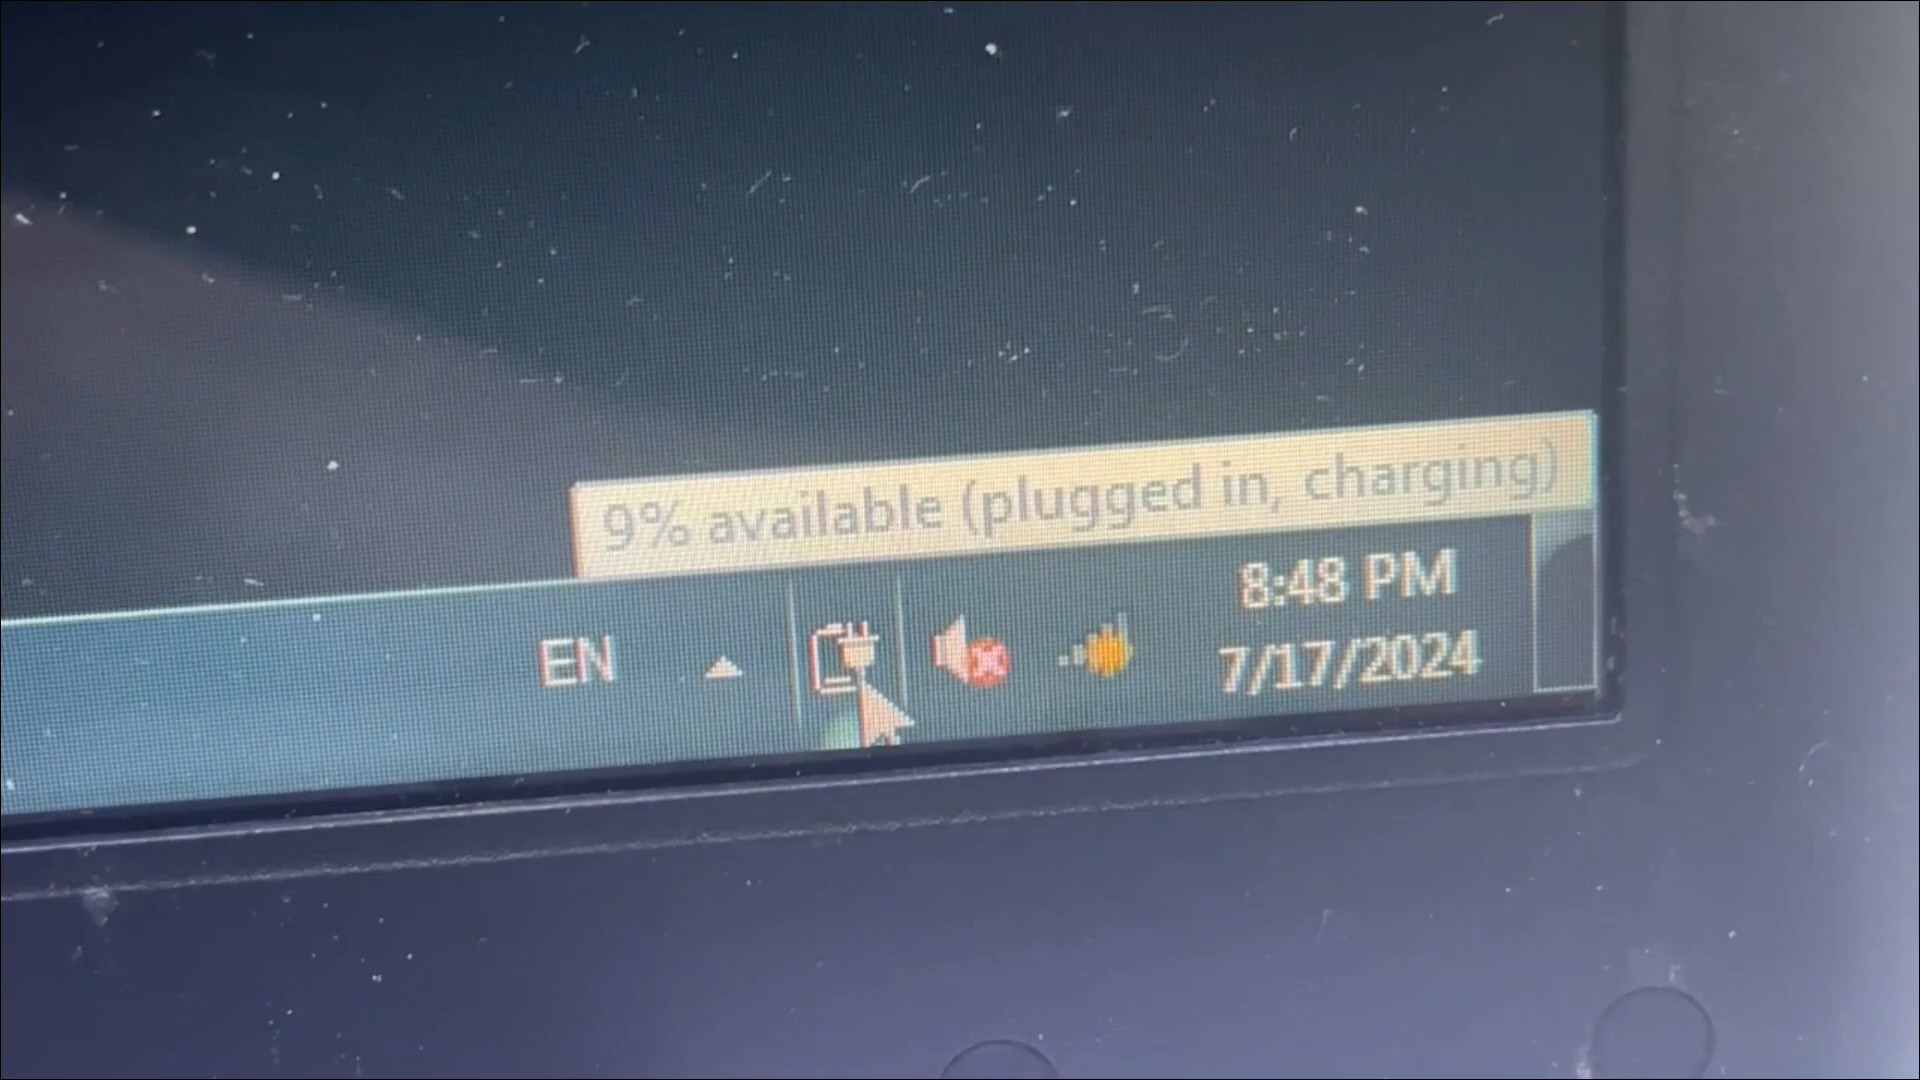 9% available (plugged in, charging)
EN
8:48 PM
7/17/2024